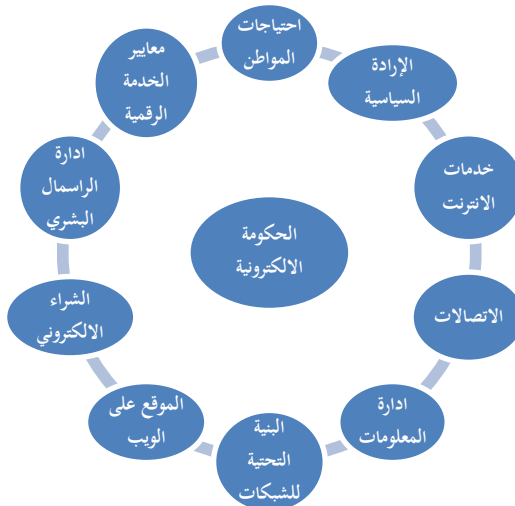 احتياجات
المواطن
الإرادة
السياسية
خدمات
الانترنت
الاتصالات
ادارة
المعلومات
البنية
التحتية
للشبكات
الموقع على
الويب
الشراء
الالكتروني
ادارة
الراسمال
البشري
معايير
الخدمة
الرقمية
الحكومة
الالكترونية